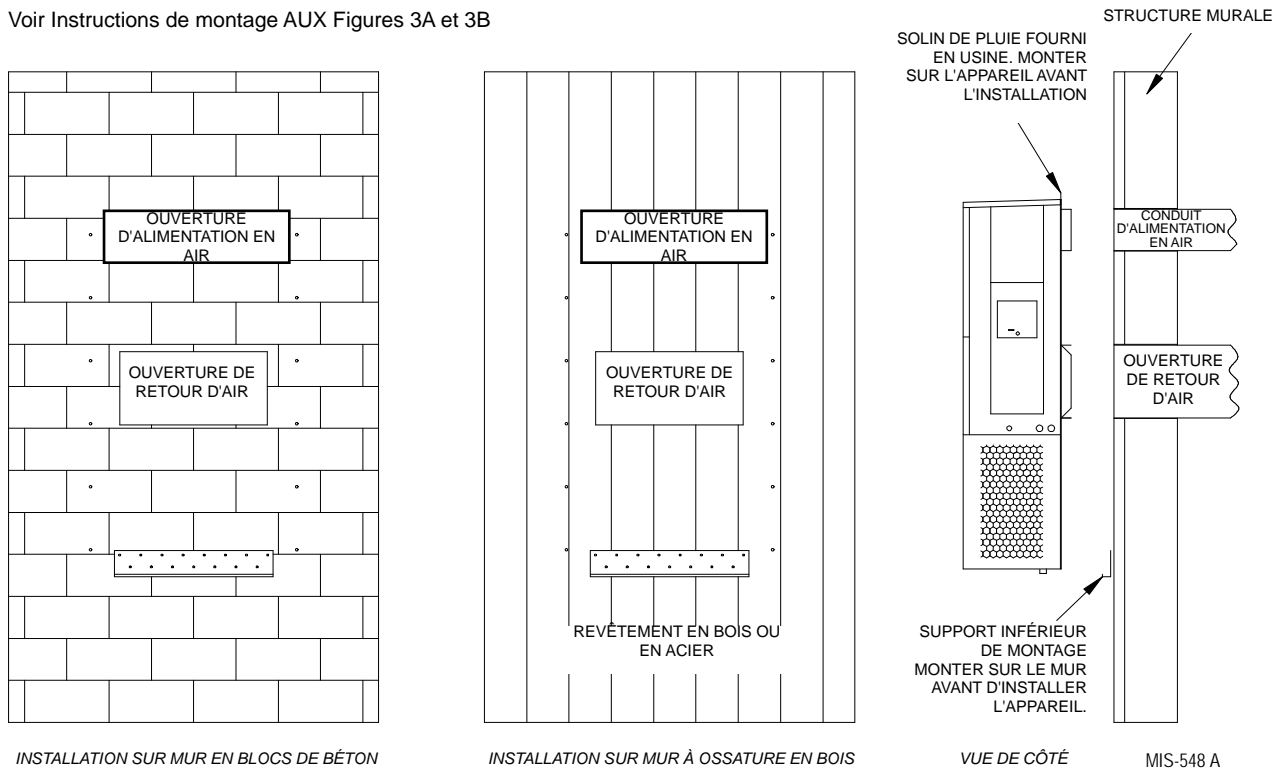 Voir Instructions de montage AUX Figures 3A et 3B
STRUCTURE MURALE
SOLIN DE PLUIE FOURNI
EN USINE. MONTER
SUR L'APPAREIL AVANT
L'INSTALLATION
OUVERTURE
D'ALIMENTATION EN
AIR
OUVERTURE DE
RETOUR D'AIR
OUVERTURE
D'ALIMENTATION EN
AIR
OUVERTURE DE
RETOUR D'AIR
REVÊTEMENT EN BOIS OU
EN ACIER
CONDUIT
D'ALIMENTATION
EN AIR
OUVERTURE
DE RETOUR
D'AIR
SUPPORT INFÉRIEUR
DE MONTAGE
MONTER SUR LE MUR
AVANT D'INSTALLER
L'APPAREIL.
INSTALLATION SUR MUR EN BLOCS DE BÉTON
INSTALLATION SUR MUR À OSSATURE EN BOIS
VUE DE CÔTÉ
MIS-548 A